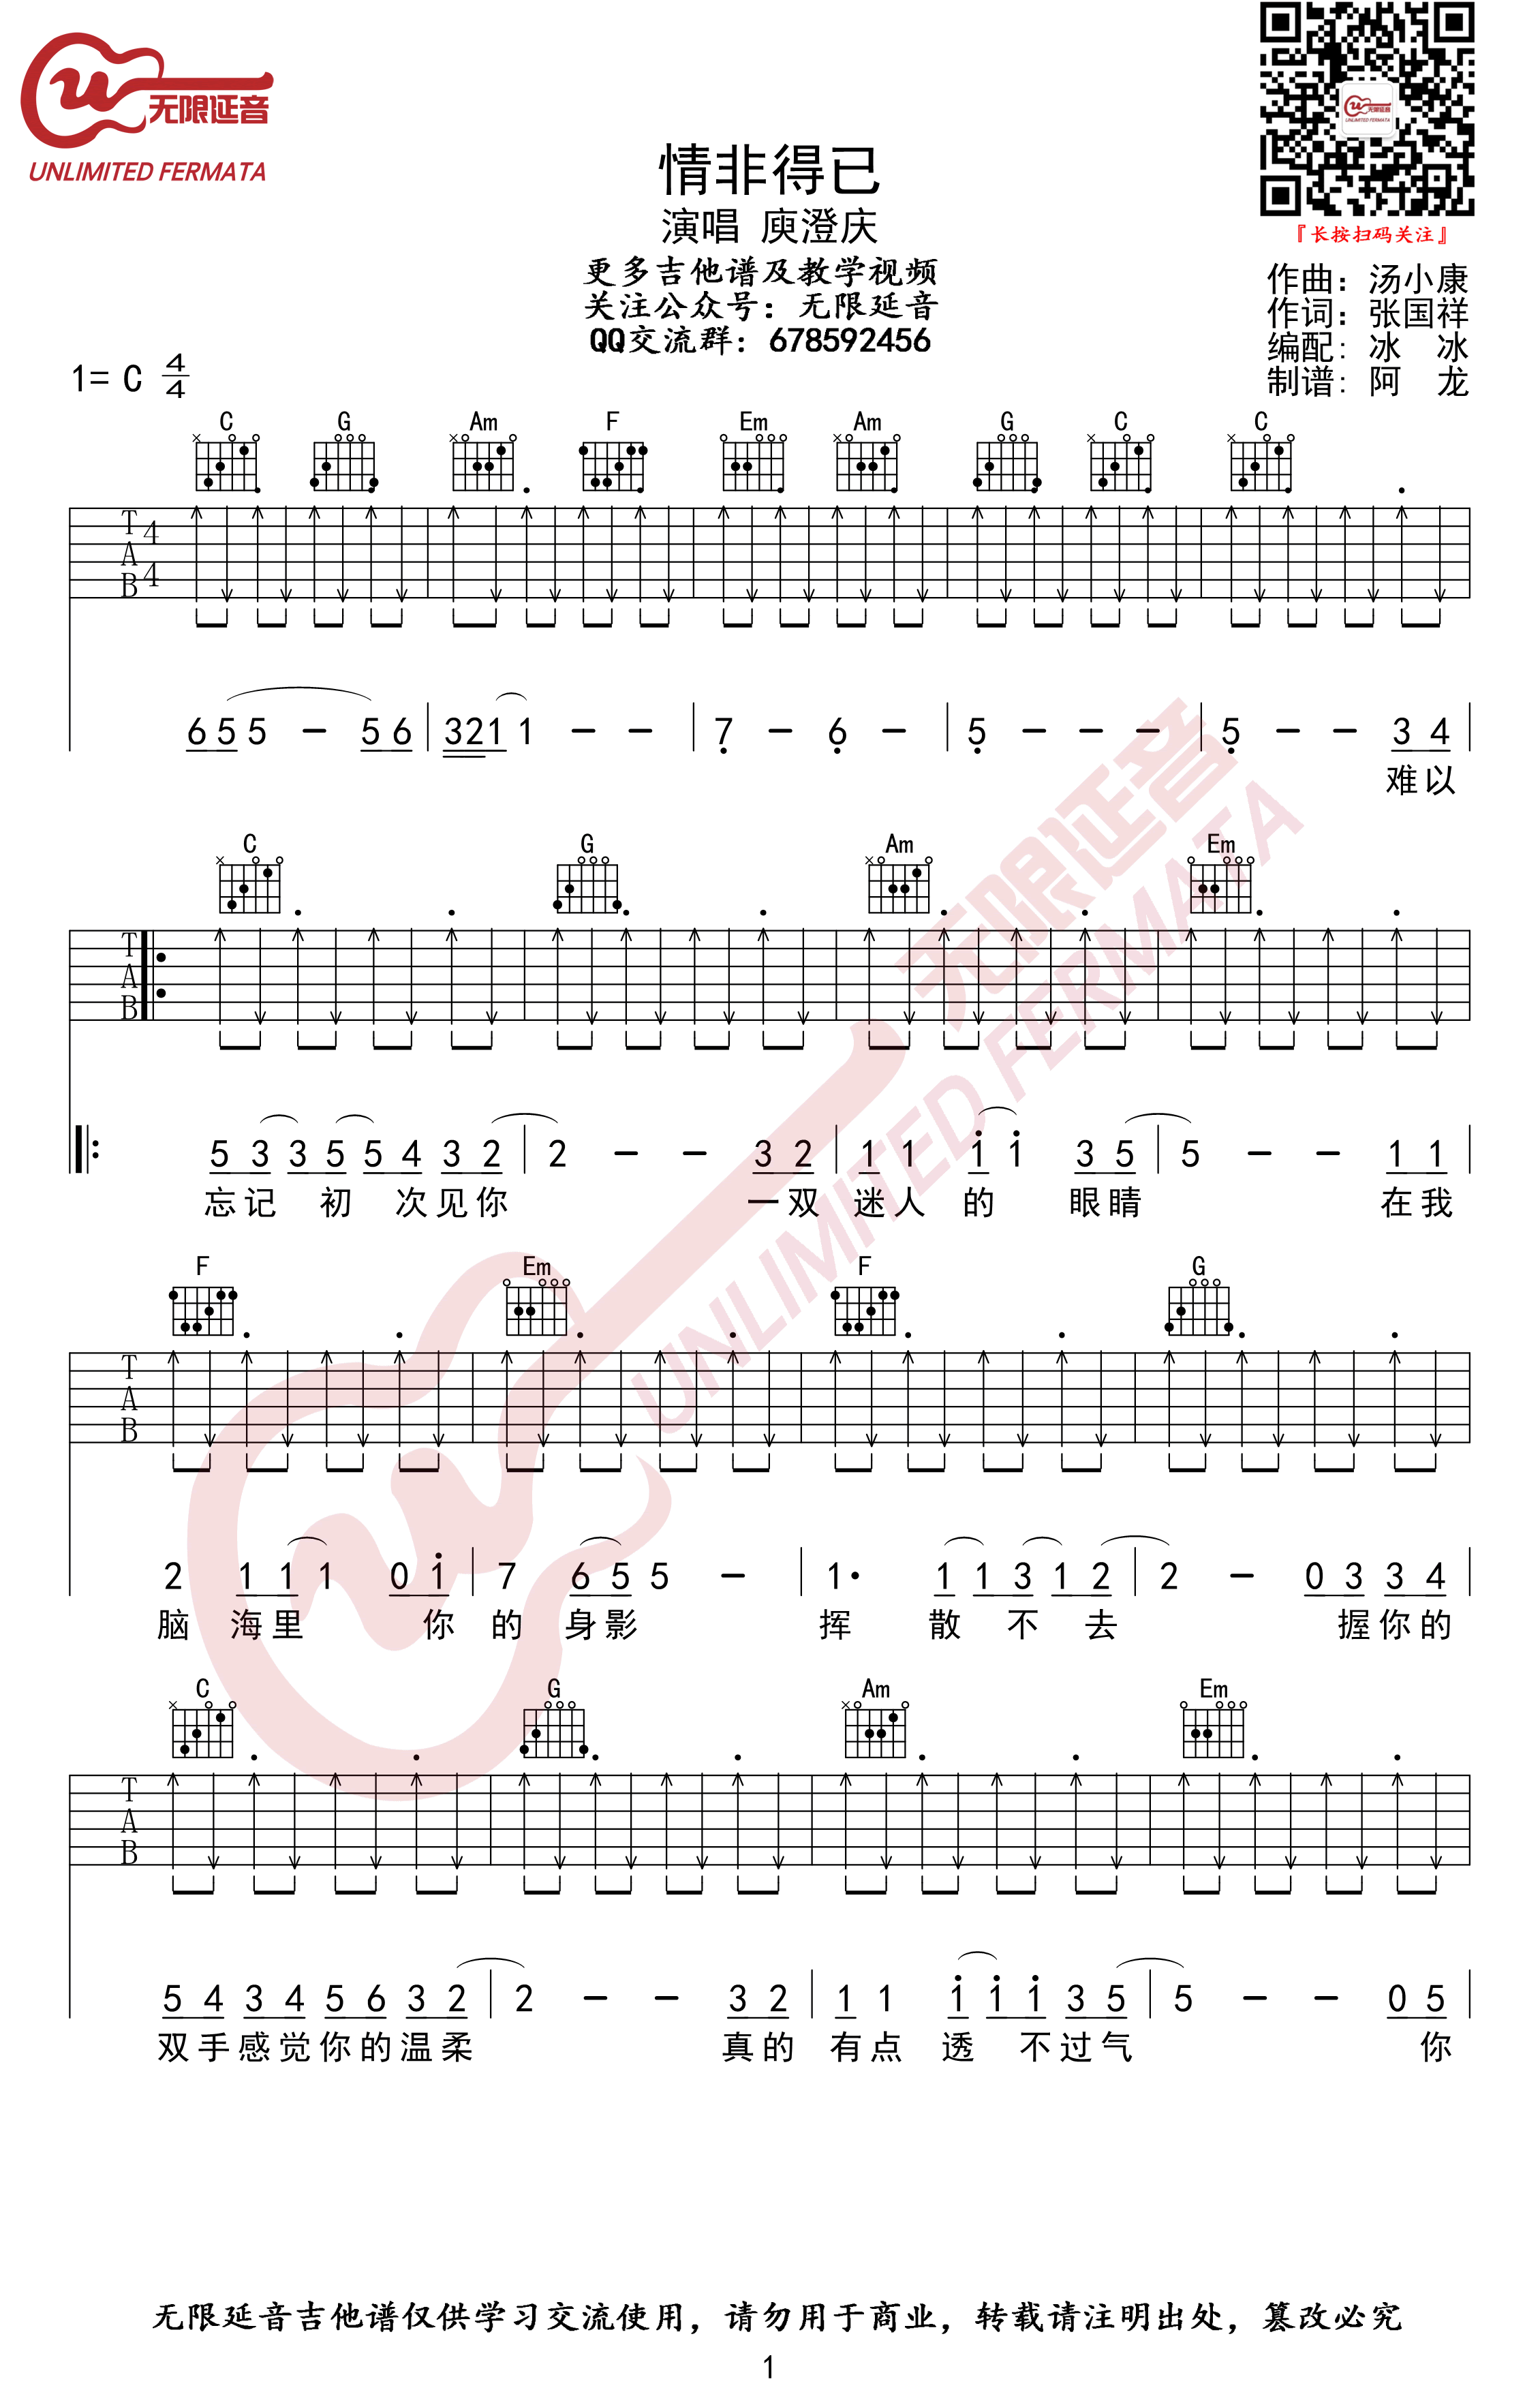 无限延音
UNLIMITED FERMATA
无限延音
UNLIMITED FERMATA
『长按扫码关注』
情非得已
演唱 庾澄庆
更多吉他谱及教学视频
关注公众号：无限延音
QQ交流群：678592456
作曲：汤小康
作词：张国祥
编配：冰 冰
制谱：阿 龙
1= C 4/4
C G Am F Em Am G C C
T A B 4/4
6 5 5 - 5 6 | 3 2 1 1 - - | 7 - 6 - | 5 - - - | 5 - - 3 4 |
难以
C G Am Em
T A B
5 3 3 5 5 4 3 2 | 2 - - 3 2 | 1 1 1 1 3 5 | 5 - - 1 1 |
忘记 初 次见你 一双 迷人 的 眼睛 在我
F Em F G
T A B
2 1 1 1 0 1 | 7 6 5 5 - | 1· 1 1 3 1 2 | 2 - 0 3 3 4 |
脑 海里 你 的 身影 挥 散 不 去 握你的
C G Am Em
T A B
5 4 3 4 5 6 3 2 | 2 - - 3 2 | 1 1 1 1 1 3 5 | 5 - - 0 5 |
双手感觉你的温柔 真的 有点 透 不过气 你
无限延音
UNLIMITED FERMATA
无限延音吉他谱仅供学习交流使用，请勿用于商业，转载请注明出处，篡改必究
1